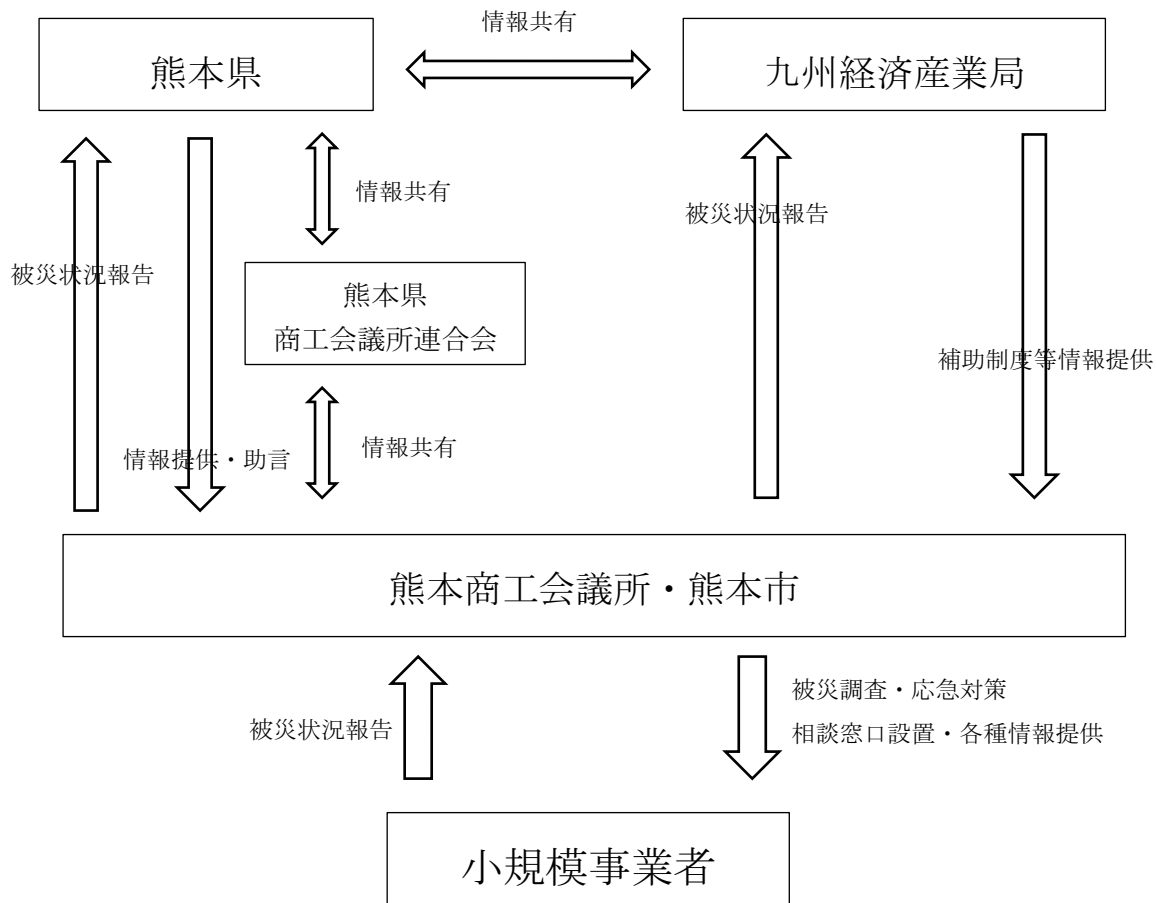 情報共有
熊本県
九州経済産業局
情報共有
被災状況報告
被災状況報告
熊本県
商工会議所連合会
補助制度等情報提供
情報提供・助言
情報共有
熊本商工会議所・熊本市
被災状況報告
被災調査・応急対策
相談窓口設置・各種情報提供
小規模事業者